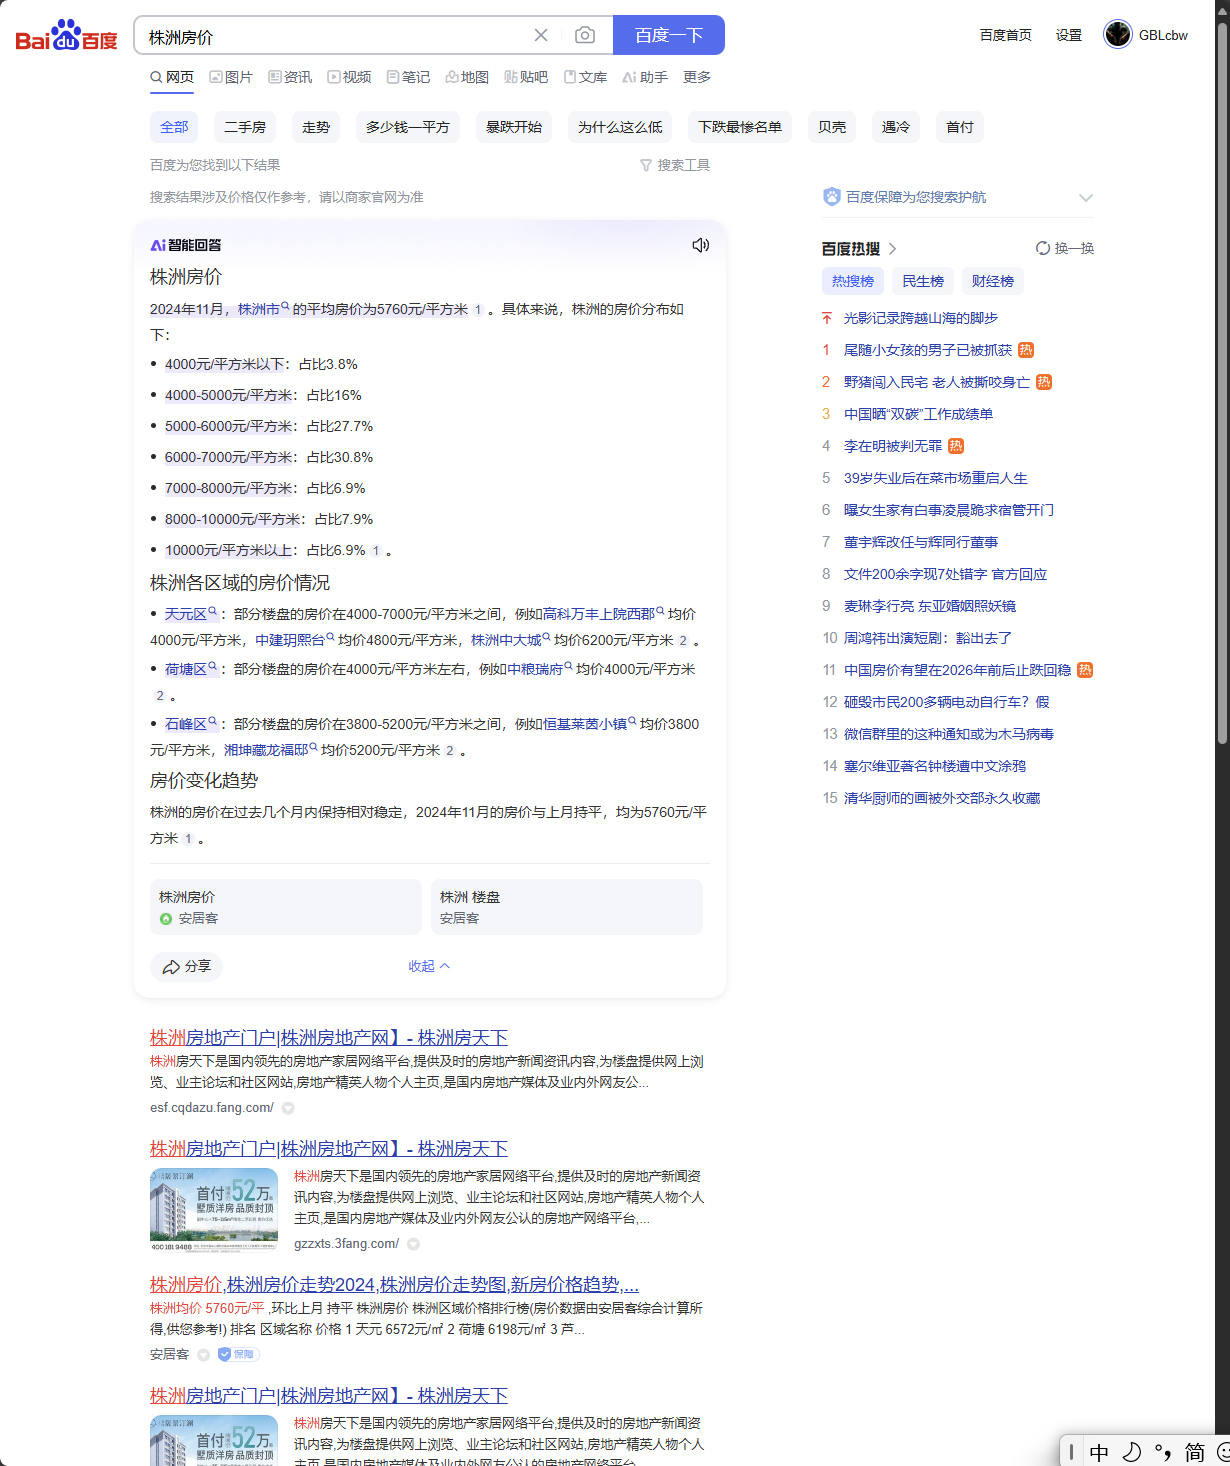 Bai du 百度
株洲房价
百度一下
百度首页
设置
GBLcbw
网页
图片
资讯
视频
笔记
地图
贴吧
文库
助手
更多
全部
二手房
走势
多少钱一平方
暴跌开始
为什么这么低
下跌最惨名单
贝壳
遇冷
首付
百度为您找到以下结果
搜索工具
搜索结果涉及价格仅作参考，请以商家官网为准
Ai智能回答
株洲房价
2024年11月，株洲市的平均房价为5760元/平方米 1 。具体来说，株洲的房价分布如
下：
• 4000元/平方米以下：占比3.8%
• 4000-5000元/平方米：占比16%
• 5000-6000元/平方米：占比27.7%
• 6000-7000元/平方米：占比30.8%
• 7000-8000元/平方米：占比6.9%
• 8000-10000元/平方米：占比7.9%
• 10000元/平方米以上：占比6.9% 1 。
株洲各区域的房价情况
• 天元区：部分楼盘的房价在4000-7000元/平方米之间，例如高科万丰上院西郡均价
4000元/平方米，中建玥熙台均价4800元/平方米，株洲中大城均价6200元/平方米 2 。
• 荷塘区：部分楼盘的房价在4000元/平方米左右，例如中粮瑞府均价4000元/平方米
2 。
• 石峰区：部分楼盘的房价在3800-5200元/平方米之间，例如恒基莱茵小镇均价3800
元/平方米，湘坤藏龙福邸均价5200元/平方米 2 。
房价变化趋势
株洲的房价在过去几个月内保持相对稳定，2024年11月的房价与上月持平，均为5760元/平
方米 1 。
株洲房价
安居客
株洲 楼盘
安居客
分享
收起
株洲房地产门户|株洲房地产网】- 株洲房天下
株洲房天下是国内领先的房地产家居网络平台,提供及时的房地产新闻资讯内容,为楼盘提供网上浏
览、业主论坛和社区网站,房地产精英人物个人主页,是国内房地产媒体及业内外网友公...
esf.cqdazu.fang.com/
株洲房地产门户|株洲房地产网】- 株洲房天下
首付52万
墅质洋房 品质封顶
400 181 9488
株洲房天下是国内领先的房地产家居网络平台,提供及时的房地产新闻资
讯内容,为楼盘提供网上浏览、业主论坛和社区网站,房地产精英人物个人
主页,是国内房地产媒体及业内外网友公认的房地产网络平台,...
gzzxts.3fang.com/
株洲房价,株洲房价走势2024,株洲房价走势图,新房价格趋势,...
株洲均价 5760元/平 ,环比上月 持平 株洲房价 株洲区域价格排行榜(房价数据由安居客综合计算所
得,供您参考!) 排名 区域名称 价格 1 天元 6572元/㎡ 2 荷塘 6198元/㎡ 3 芦...
安居客
保障
株洲房地产门户|株洲房地产网】- 株洲房天下
首付52万
墅质洋房 品质封顶
株洲房天下是国内领先的房地产家居网络平台,提供及时的房地产新闻资
讯内容,为楼盘提供网上浏览、业主论坛和社区网站,房地产精英人物个人
主页,是国内房地产媒体及业内外网友公认的房地产网络平台,...
百度保障为您搜索护航
百度热搜
换一换
热搜榜
民生榜
财经榜
光影记录跨越山海的脚步
1 尾随小女孩的男子已被抓获 热
2 野猪闯入民宅 老人被撕咬身亡 热
3 中国晒“双碳”工作成绩单
4 李在明被判无罪 热
5 39岁失业后在菜市场重启人生
6 曝女生家有白事凌晨跪求宿管开门
7 董宇辉改任与辉同行董事
8 文件200余字现7处错字 官方回应
9 麦琳李行亮 东亚婚姻照妖镜
10 周鸿祎出演短剧：豁出去了
11 中国房价有望在2026年前后止跌回稳 热
12 砸毁市民200多辆电动自行车？假
13 微信群里的这种通知或为木马病毒
14 塞尔维亚著名钟楼遭中文涂鸦
15 清华厨师的画被外交部永久收藏
中
简